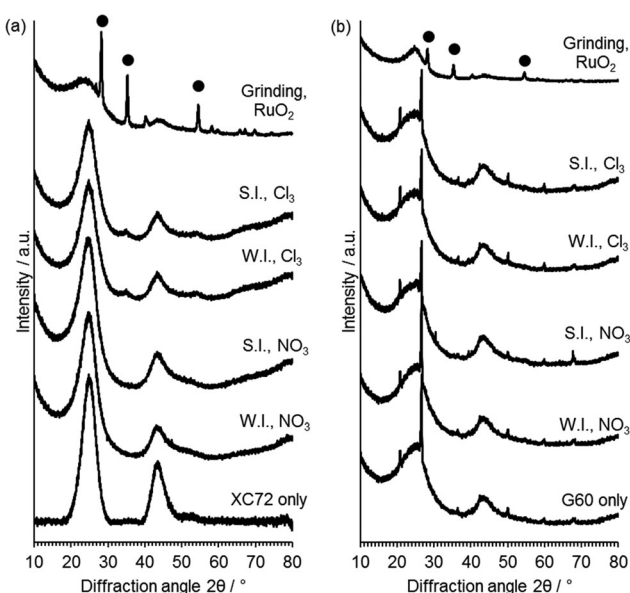 (a)
Grinding,
RuO2
S.I., Cl3
W.I., Cl3
S.I., NO3
W.I., NO3
XC72 only
Intensity / a.u.
10 20 30 40 50 60 70 80
Diffraction angle 2θ / °
(b)
Grinding,
RuO2
S.I., Cl3
W.I., Cl3
S.I., NO3
W.I., NO3
G60 only
Intensity / a.u.
10 20 30 40 50 60 70 80
Diffraction angle 2θ / °